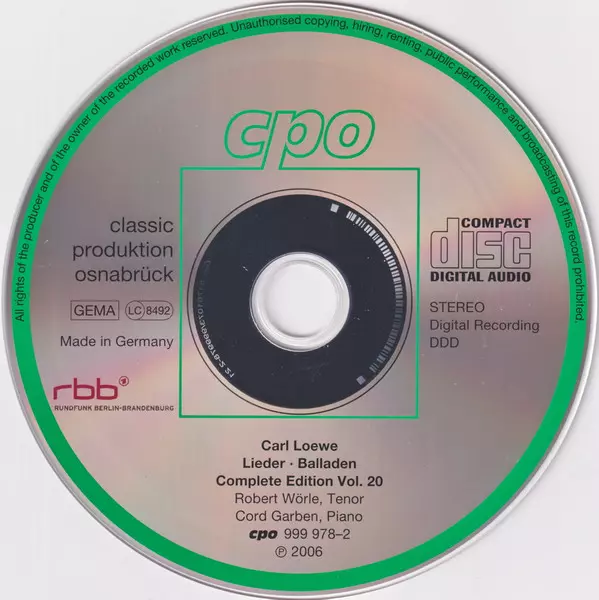 All rights of the producer and of the owner of the recorded work reserved. Unauthorised copying, hiring, renting, public performance and broadcasting of this record prohibited.
cpo
classic
produktion
osnabrück
GEMA LC 8492
Made in Germany
rbb
RUNDFUNK BERLIN-BRANDENBURG
COMPACT
disc
DIGITAL AUDIO
STEREO
Digital Recording
DDD
Carl Loewe
Lieder · Balladen
Complete Edition Vol. 20
Robert Wörle, Tenor
Cord Garben, Piano
cpo 999 978–2
℗ 2006